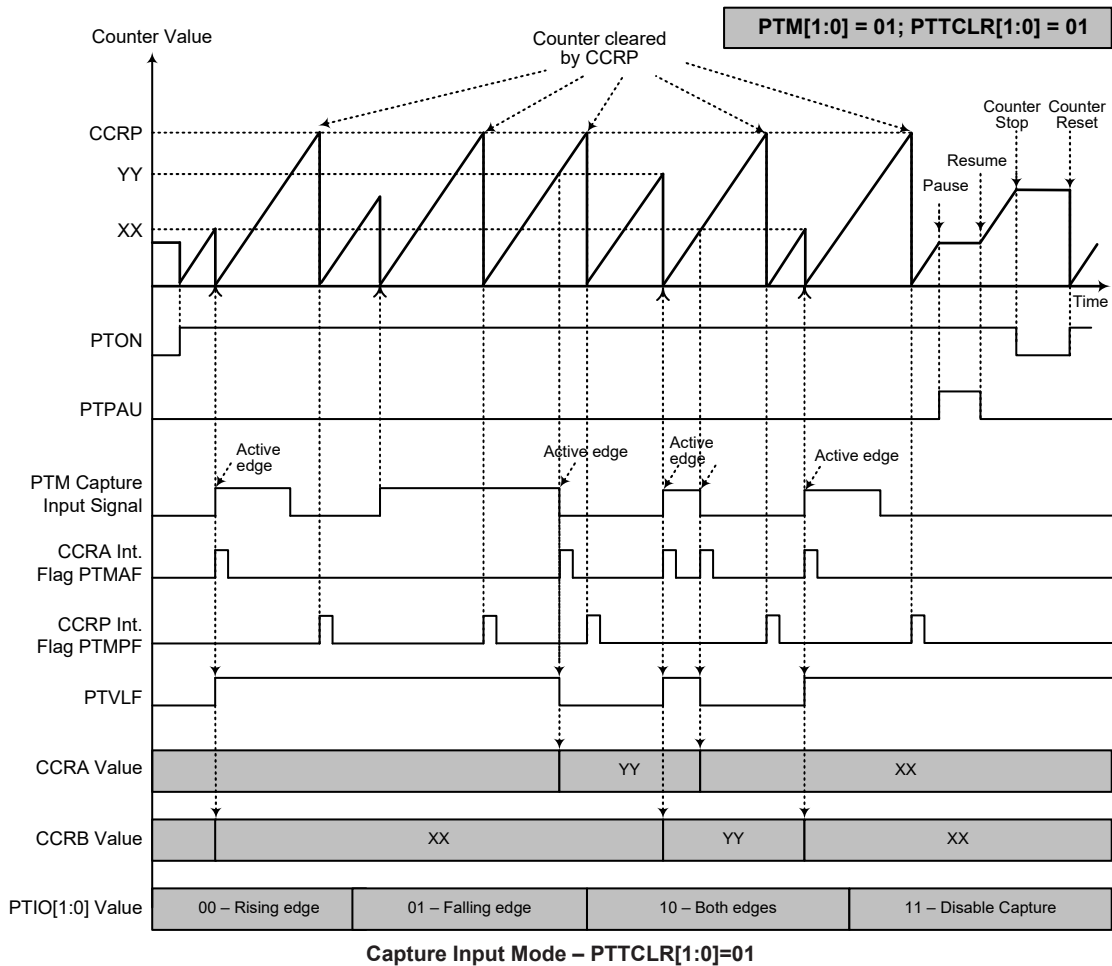 PTM[1:0] = 01; PTTCLR[1:0] = 01
Counter Value
Counter cleared
by CCRP
Counter
Stop
Counter
Reset
CCRP
YY
XX
Pause
Resume
Time
PTON
PTPAU
PTM Capture
Input Signal
Active
edge
Active edge
Active
edge
Active edge
CCRA Int.
Flag PTMAF
CCRP Int.
Flag PTMPF
PTVLF
CCRA Value
YY
XX
CCRB Value
XX
YY
XX
PTIO[1:0] Value
00 – Rising edge
01 – Falling edge
10 – Both edges
11 – Disable Capture
Capture Input Mode – PTTCLR[1:0]=01